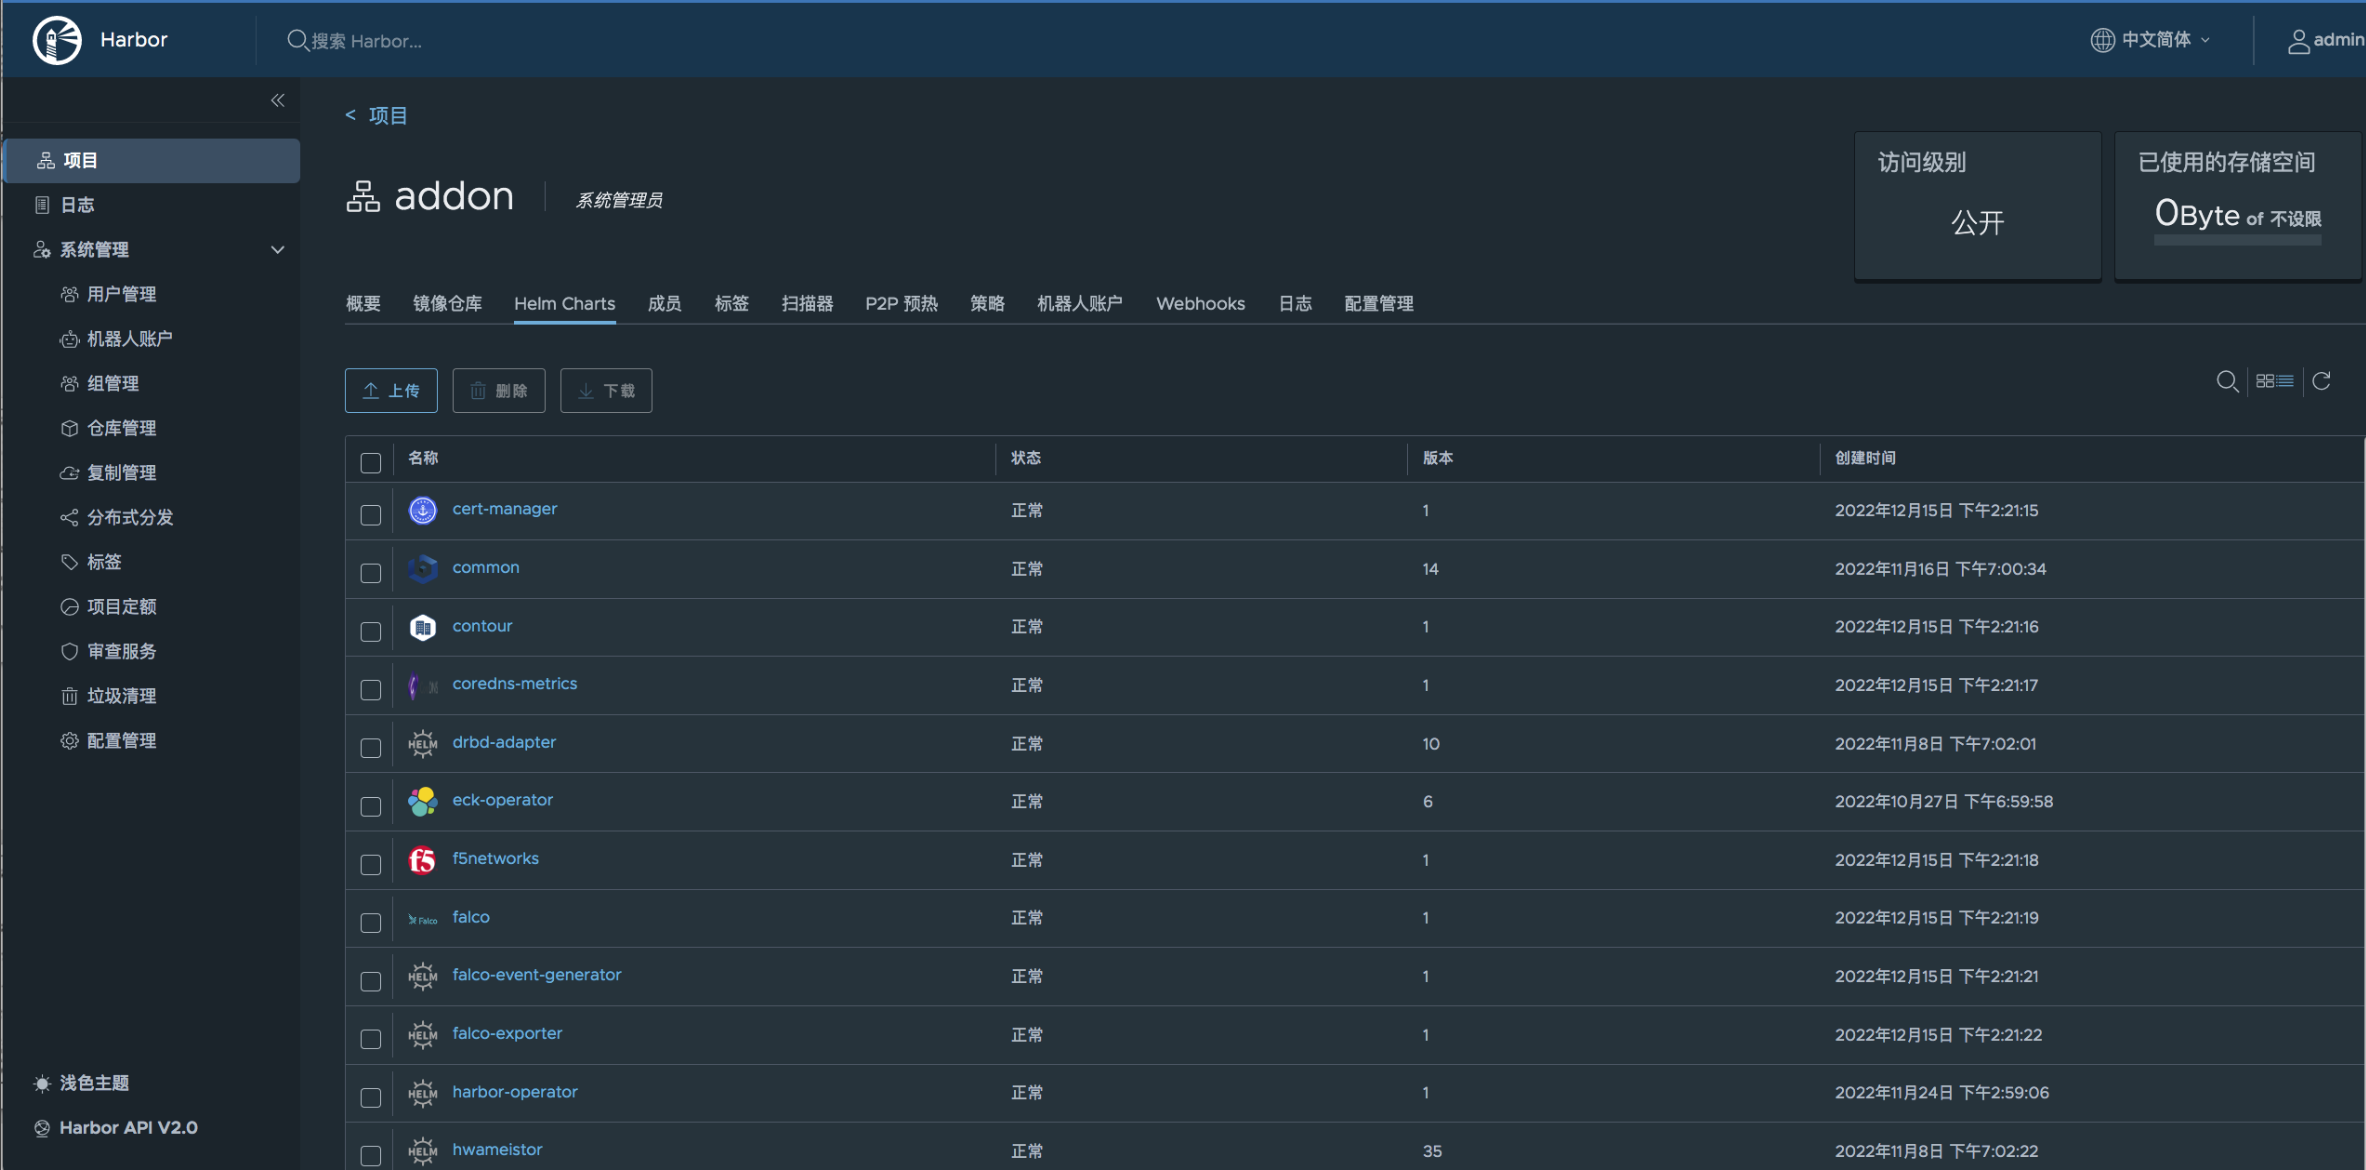 Harbor
搜索 Harbor...
中文简体
admin
项目
日志
系统管理
用户管理
机器人账户
组管理
仓库管理
复制管理
分布式分发
标签
项目定额
审查服务
垃圾清理
配置管理
浅色主题
Harbor API V2.0
< 项目
addon
系统管理员
访问级别
公开
已使用的存储空间
0Byte of 不设限
概要 镜像仓库 Helm Charts 成员 标签 扫描器 P2P 预热 策略 机器人账户 Webhooks 日志 配置管理
上传 删除 下载
名称 状态 版本 创建时间
cert-manager 正常 1 2022年12月15日 下午2:21:15
common 正常 14 2022年11月16日 下午7:00:34
contour 正常 1 2022年12月15日 下午2:21:16
coredns-metrics 正常 1 2022年12月15日 下午2:21:17
HELM drbd-adapter 正常 10 2022年11月8日 下午7:02:01
eck-operator 正常 6 2022年10月27日 下午6:59:58
f5 f5networks 正常 1 2022年12月15日 下午2:21:18
Falco falco 正常 1 2022年12月15日 下午2:21:19
HELM falco-event-generator 正常 1 2022年12月15日 下午2:21:21
HELM falco-exporter 正常 1 2022年12月15日 下午2:21:22
HELM harbor-operator 正常 1 2022年11月24日 下午2:59:06
HELM hwameistor 正常 35 2022年11月8日 下午7:02:22